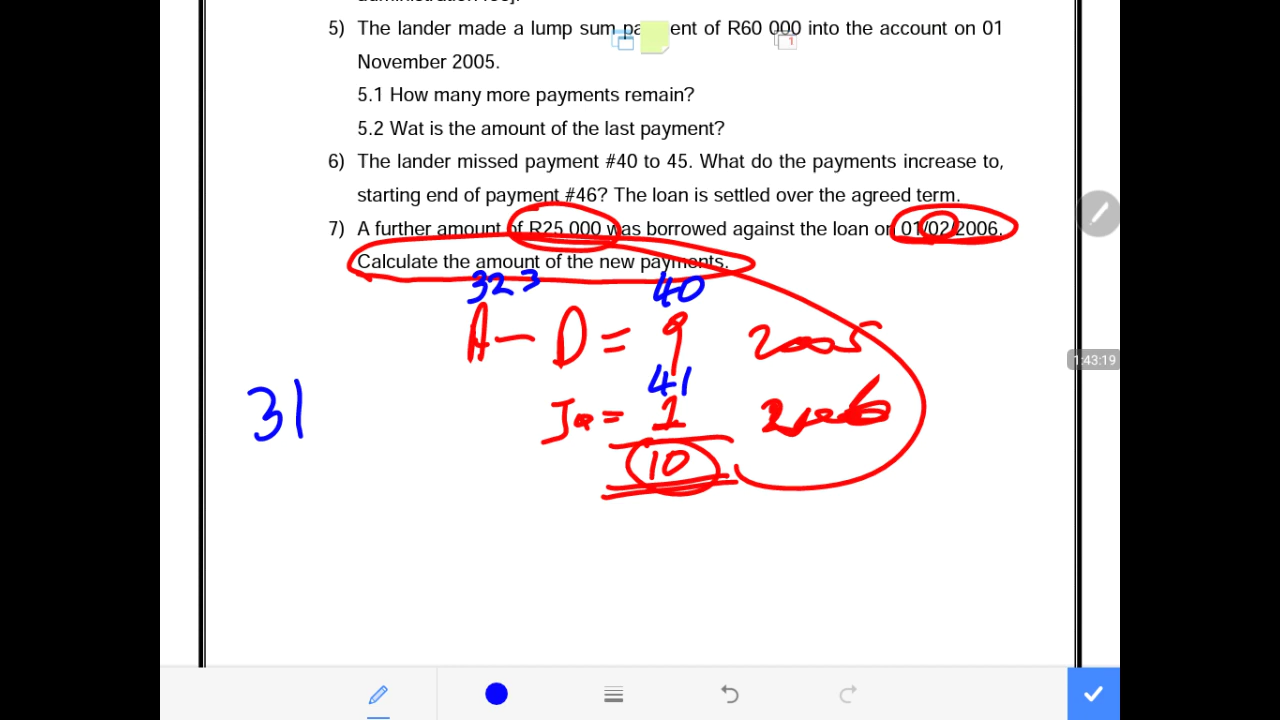 5) The lander made a lump sum payment of R60 000 into the account on 01
November 2005.
5.1 How many more payments remain?
5.2 Wat is the amount of the last payment?
6) The lander missed payment #40 to 45. What do the payments increase to,
starting end of payment #46? The loan is settled over the agreed term.
7) A further amount of R25 000 was borrowed against the loan on 01/02/2006.
Calculate the amount of the new payments.
323 40
A - D = 9 2005
41
31
Ja = 1 2006
10
1:43:19
1